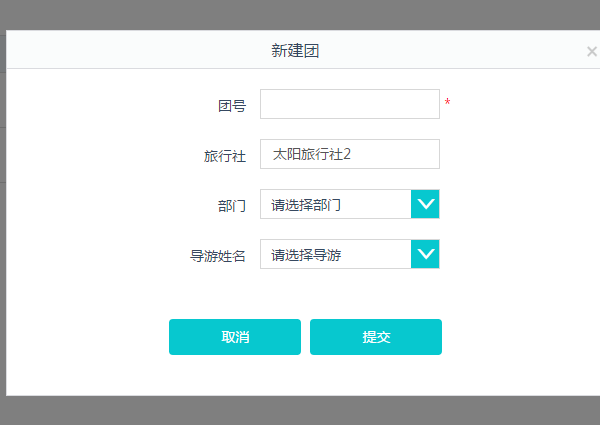 新建团 ×
团号 *
旅行社 太阳旅行社2
部门 请选择部门
导游姓名 请选择导游
取消 提交